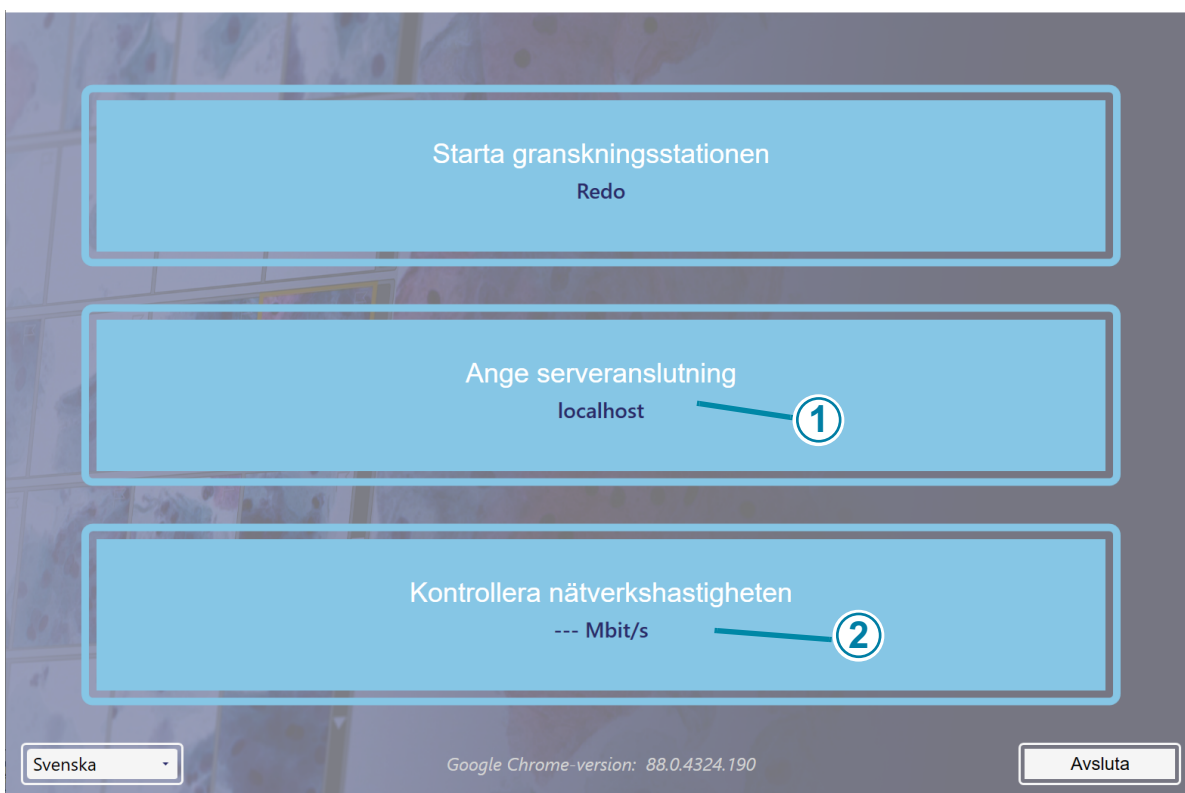 Starta granskningsstationen
Redo
Ange serveranslutning
localhost
1
Kontrollera nätverkshastigheten
--- Mbit/s
2
Svenska
Google Chrome-version: 88.0.4324.190
Avsluta